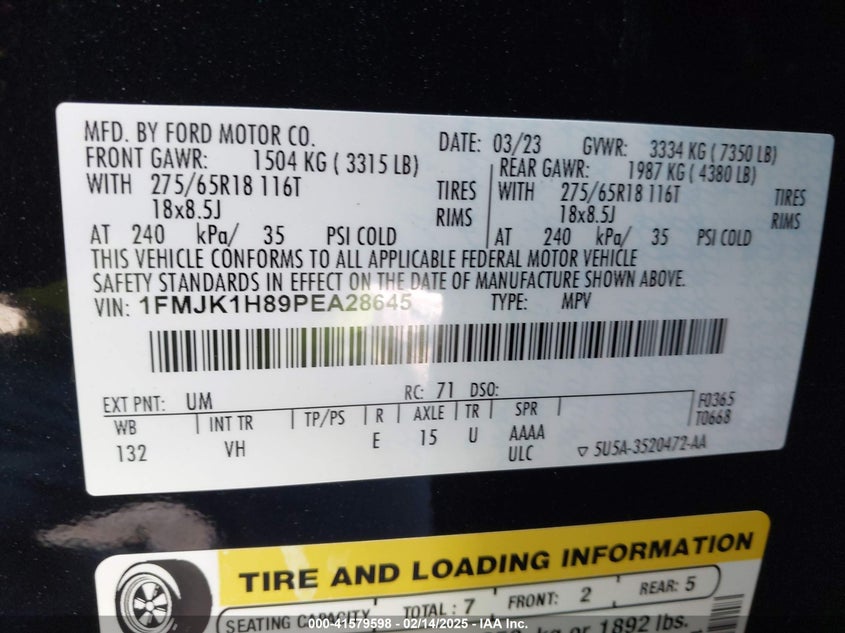 MFD. BY FORD MOTOR CO. DATE: 03/23 GVWR: 3334 KG ( 7350 LB)
FRONT GAWR: 1504 KG ( 3315 LB) REAR GAWR: 1987 KG ( 4380 LB)
WITH 275/65R18 116T TIRES WITH 275/65R18 116T TIRES
18x8.5J RIMS 18x8.5J RIMS
AT 240 kPa/ 35 PSI COLD AT 240 kPa/ 35 PSI COLD
THIS VEHICLE CONFORMS TO ALL APPLICABLE FEDERAL MOTOR VEHICLE
SAFETY STANDARDS IN EFFECT ON THE DATE OF MANUFACTURE SHOWN ABOVE.
VIN: 1FMJK1H89PEA28645 TYPE: MPV
EXT PNT: UM RC: 71 DSO:
WB INT TR TP/PS R AXLE TR SPR F0365
132 VH E 15 U AAAA T0668
ULC 5U5A-3520472-AA
TIRE AND LOADING INFORMATION
SEATING CAPACITY TOTAL : 7 FRONT: 2 REAR: 5
kg or 1892 lbs.
000-41579598 - 02/14/2025 - IAA Inc.